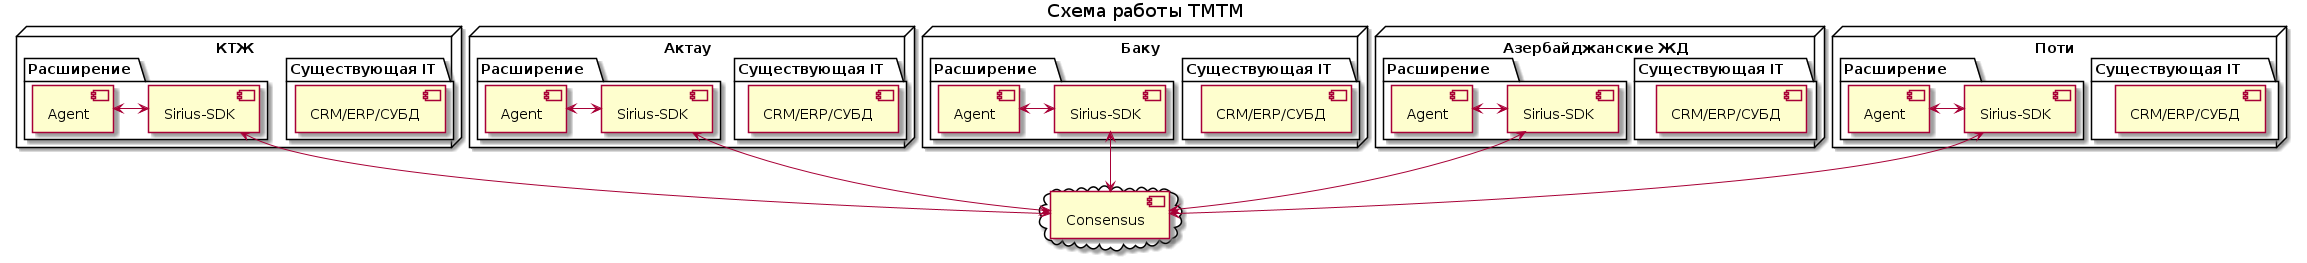 Схема работы ТМТМ
КТЖ
Расширение
Agent
Sirius-SDK
Существующая IT
CRM/ERP/СУБД
Актау
Расширение
Agent
Sirius-SDK
Существующая IT
CRM/ERP/СУБД
Баку
Расширение
Agent
Sirius-SDK
Существующая IT
CRM/ERP/СУБД
Азербайджанские ЖД
Расширение
Agent
Sirius-SDK
Существующая IT
CRM/ERP/СУБД
Поти
Расширение
Agent
Sirius-SDK
Существующая IT
CRM/ERP/СУБД
Consensus